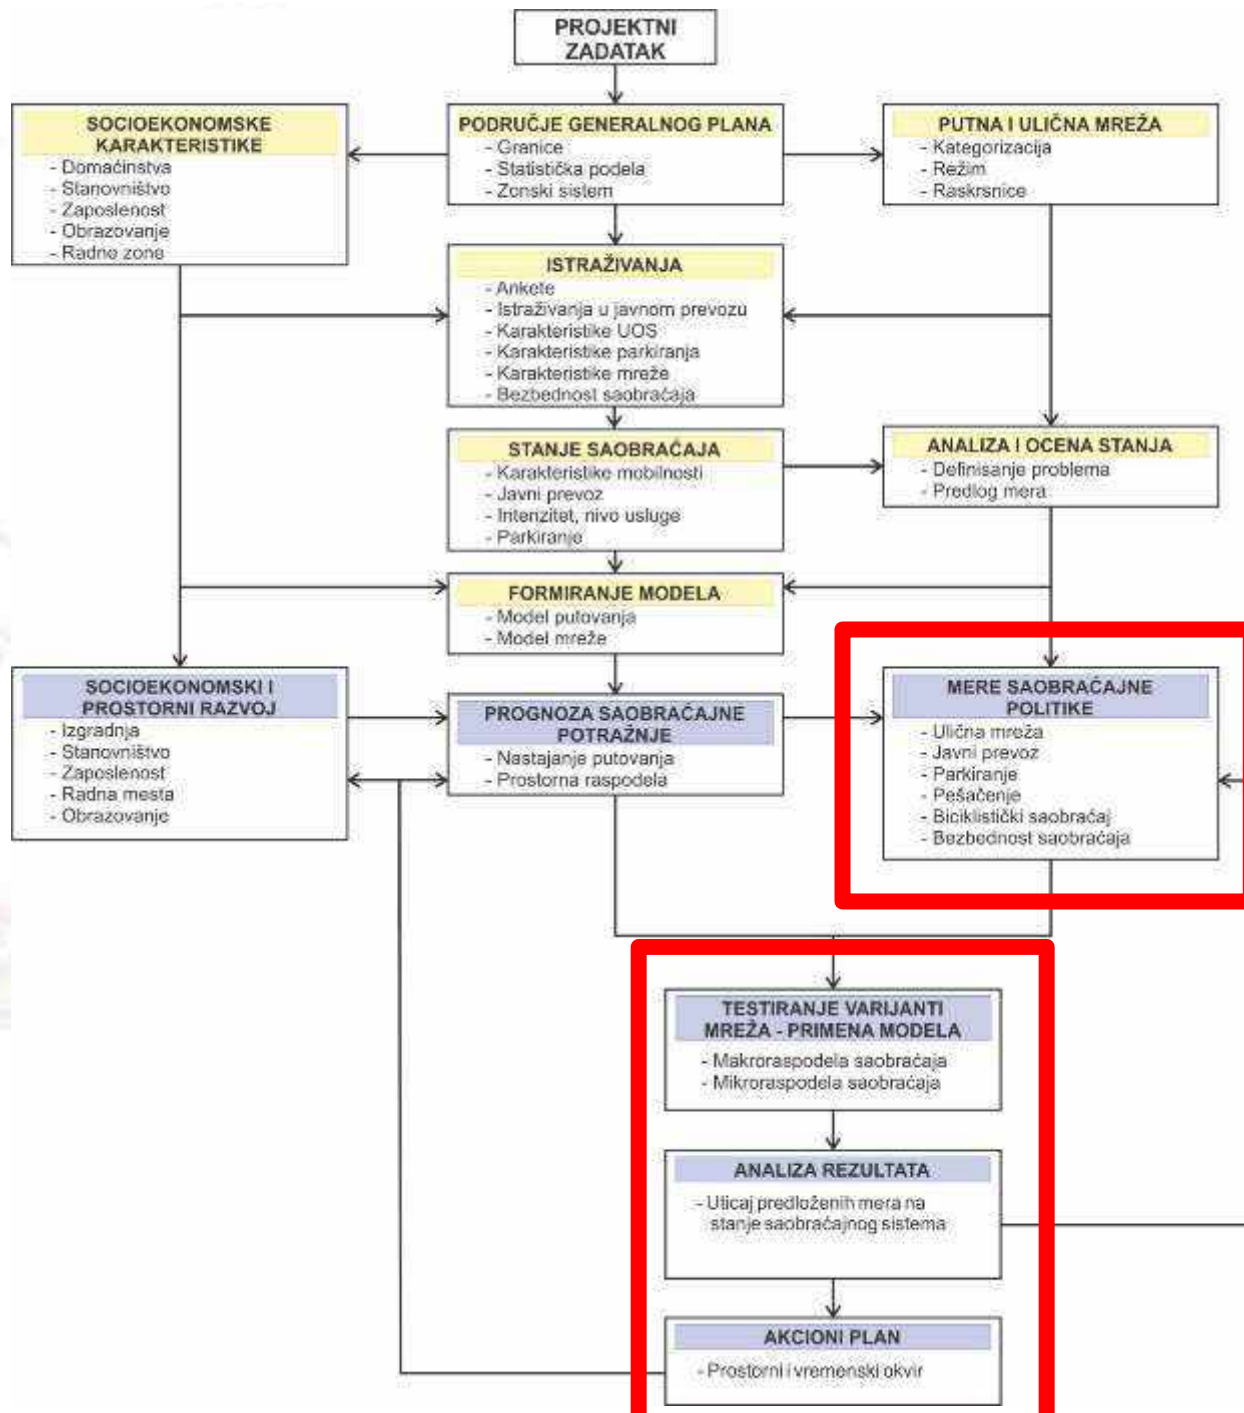 PROJEKTNI
ZADATAK
SOCIOEKONOMSKE
KARAKTERISTIKE
- Domaćinstva
- Stanovništvo
- Zaposlenost
- Obrazovanje
- Radne zone
PODRUČJE GENERALNOG PLANA
- Granice
- Statistička podela
- Zonski sistem
PUTNA I ULIČNA MREŽA
- Kategorizacija
- Režim
- Raskrsnice
ISTRAŽIVANJA
- Ankete
- Istraživanja u javnom prevozu
- Karakteristike UOS
- Karakteristike parkiranja
- Karakteristike mreže
- Bezbednost saobraćaja
STANJE SAOBRAĆAJA
- Karakteristike mobilnosti
- Javni prevoz
- Intenzitet, nivo usluge
- Parkiranje
ANALIZA I OCENA STANJA
- Definisanje problema
- Predlog mera
FORMIRANJE MODELA
- Model putovanja
- Model mreže
SOCIOEKONOMSKI I
PROSTORNI RAZVOJ
- Izgradnja
- Stanovništvo
- Zaposlenost
- Radna mesta
- Obrazovanje
PROGNOZA SAOBRAĆAJNE
POTRAŽNJE
- Nastajanje putovanja
- Prostorna raspodela
MERE SAOBRAĆAJNE
POLITIKE
- Ulična mreža
- Javni prevoz
- Parkiranje
- Pešačenje
- Biciklistički saobraćaj
- Bezbednost saobraćaja
TESTIRANJE VARIJANTI
MREŽA - PRIMENA MODELA
- Makroraspodela saobraćaja
- Mikroraspodela saobraćaja
ANALIZA REZULTATA
- Uticaj predloženih mera na
stanje saobraćajnog sistema
AKCIONI PLAN
- Prostorni i vremenski okvir